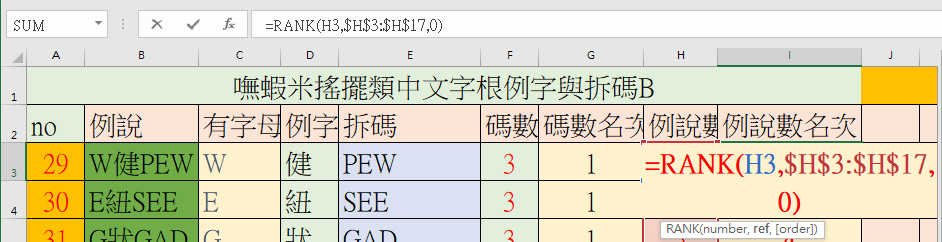 SUM =RANK(H3,$H$3:$H$17,0)
A B C D E F G H I J
1 嘸蝦米搖擺類中文字根例字與拆碼B
2 no 例說 有字母 例字 拆碼 碼數 碼數名次 例說數 例說數名次
3 29 W健PEW W 健 PEW 3 1 =RANK(H3,$H$3:$H$17,
4 30 E紐SEE E 紐 SEE 3 1 0)
31 G狀GAD G 狀 GAD 3 1
RANK(number, ref, [order])